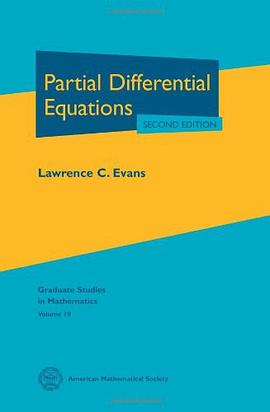 Partial Differential
Equations
SECOND EDITION
Lawrence C. Evans
Graduate Studies
in Mathematics
Volume 19
American Mathematical Society